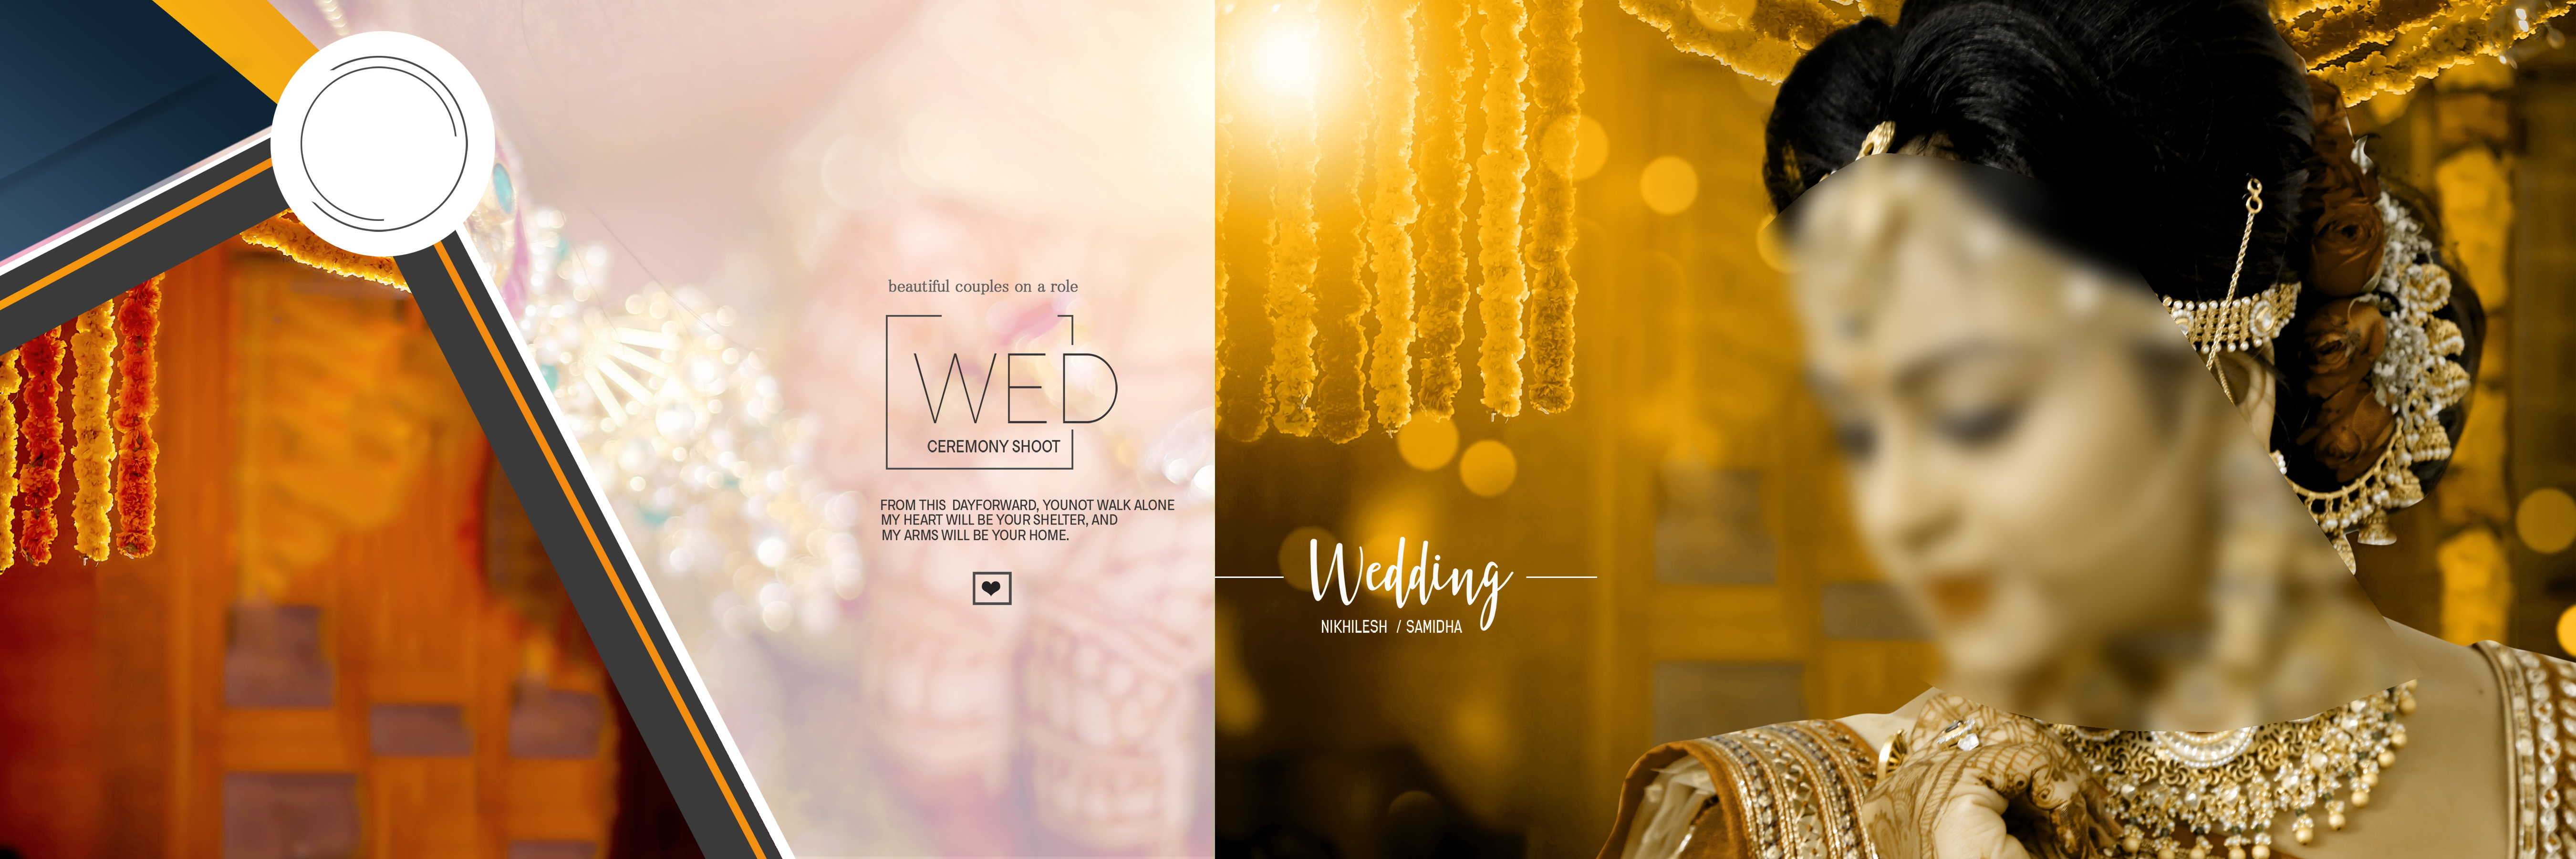 beautiful couples on a role
WED
CEREMONY SHOOT
FROM THIS  DAYFORWARD, YOUNOT WALK ALONE
MY HEART WILL BE YOUR SHELTER, AND
MY ARMS WILL BE YOUR HOME.
Wedding
NIKHILESH  / SAMIDHA